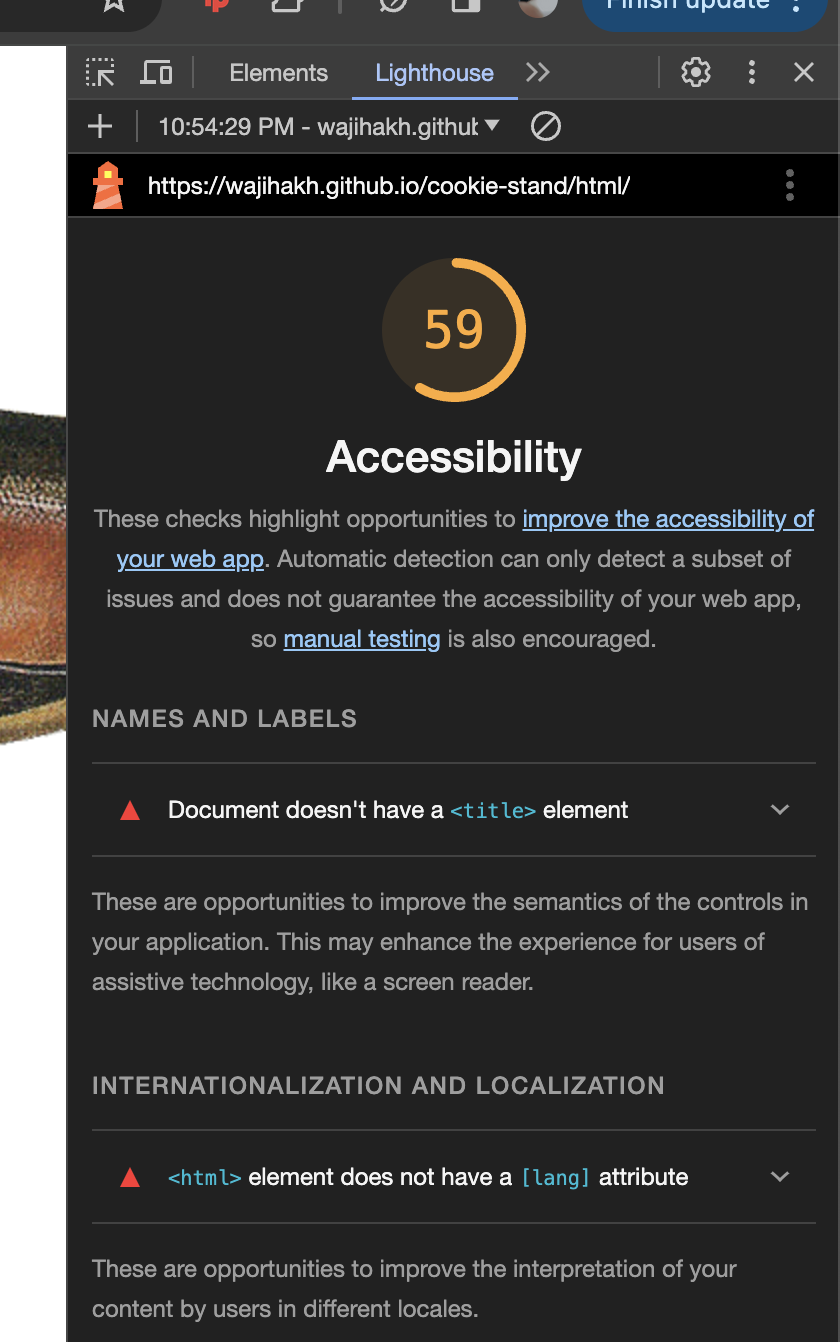 Finish update
Elements
Lighthouse
10:54:29 PM - wajihakh.github
https://wajihakh.github.io/cookie-stand/html/
59
Accessibility
These checks highlight opportunities to improve the accessibility of
your web app. Automatic detection can only detect a subset of
issues and does not guarantee the accessibility of your web app,
so manual testing is also encouraged.
NAMES AND LABELS
Document doesn't have a <title> element
These are opportunities to improve the semantics of the controls in
your application. This may enhance the experience for users of
assistive technology, like a screen reader.
INTERNATIONALIZATION AND LOCALIZATION
<html> element does not have a [lang] attribute
These are opportunities to improve the interpretation of your
content by users in different locales.